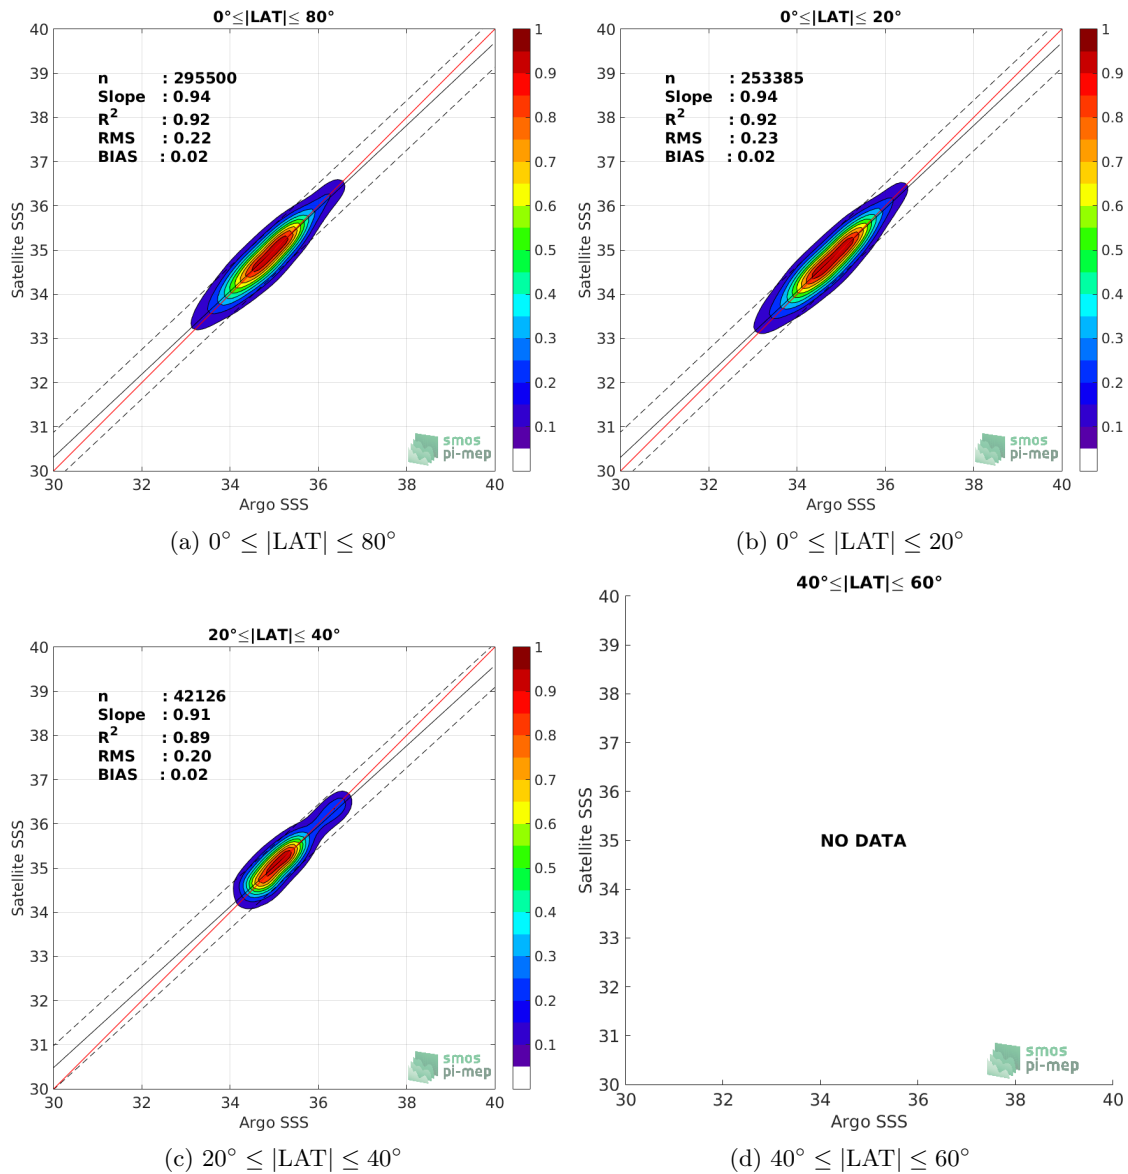 0°≤|LAT|≤ 80°
40
39
38
37
36
35
34
33
32
31
30
Satellite SSS
n : 295500
Slope : 0.94
R2 : 0.92
RMS : 0.22
BIAS : 0.02
1
0.9
0.8
0.7
0.6
0.5
0.4
0.3
0.2
0.1
smos
pi-mep
30 32 34 36 38 40
Argo SSS
(a) 0° ≤ |LAT| ≤ 80°
0°≤|LAT|≤ 20°
40
39
38
37
36
35
34
33
32
31
30
Satellite SSS
n : 253385
Slope : 0.94
R2 : 0.92
RMS : 0.23
BIAS : 0.02
1
0.9
0.8
0.7
0.6
0.5
0.4
0.3
0.2
0.1
smos
pi-mep
30 32 34 36 38 40
Argo SSS
(b) 0° ≤ |LAT| ≤ 20°
20°≤|LAT|≤ 40°
40
39
38
37
36
35
34
33
32
31
30
Satellite SSS
n : 42126
Slope : 0.91
R2 : 0.89
RMS : 0.20
BIAS : 0.02
1
0.9
0.8
0.7
0.6
0.5
0.4
0.3
0.2
0.1
smos
pi-mep
30 32 34 36 38 40
Argo SSS
(c) 20° ≤ |LAT| ≤ 40°
40°≤|LAT|≤ 60°
40
39
38
37
36
35
34
33
32
31
30
Satellite SSS
NO DATA
smos
pi-mep
30 32 34 36 38 40
Argo SSS
(d) 40° ≤ |LAT| ≤ 60°